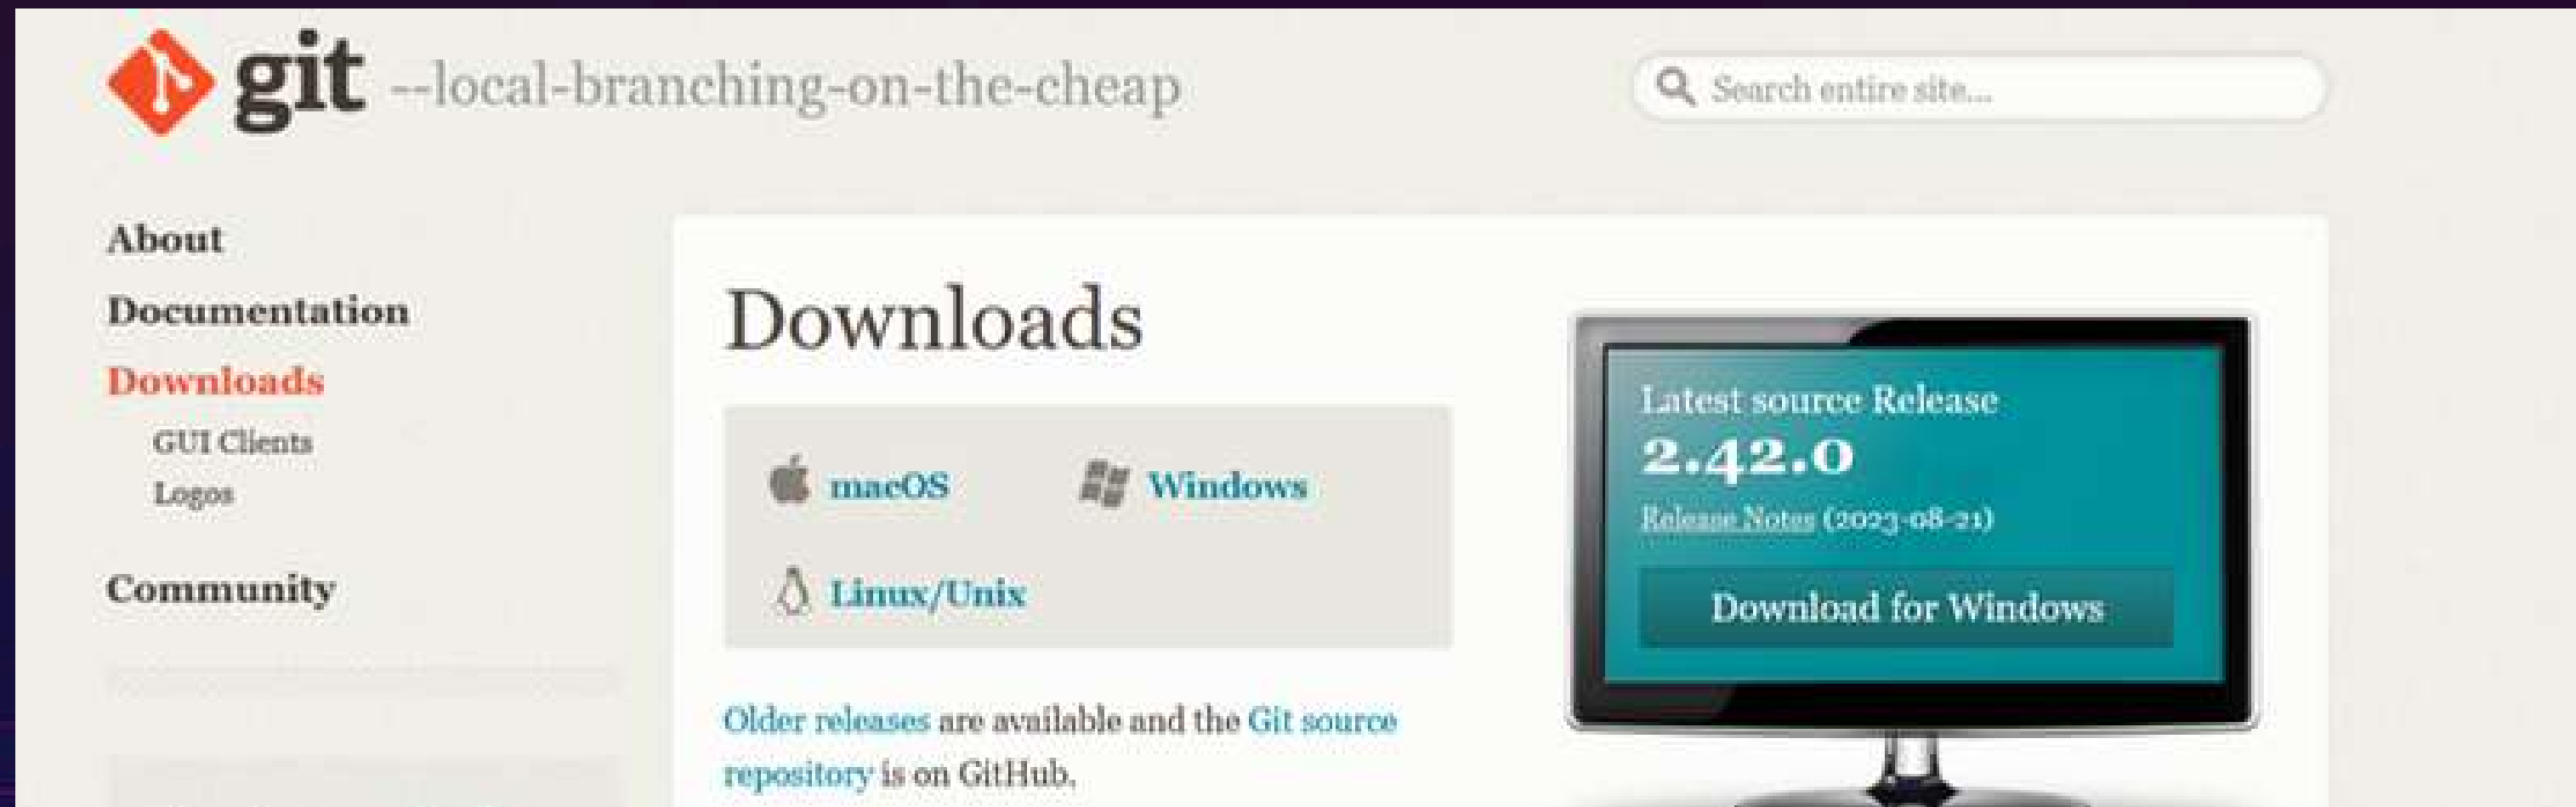 git --local-branching-on-the-cheap
Search entire site...
About
Documentation
Downloads
GUI Clients
Logos
Community
Downloads
macOS
Windows
Linux/Unix
Older releases are available and the Git source
repository is on GitHub.
Latest source Release
2.42.0
Release Notes (2023-08-21)
Download for Windows